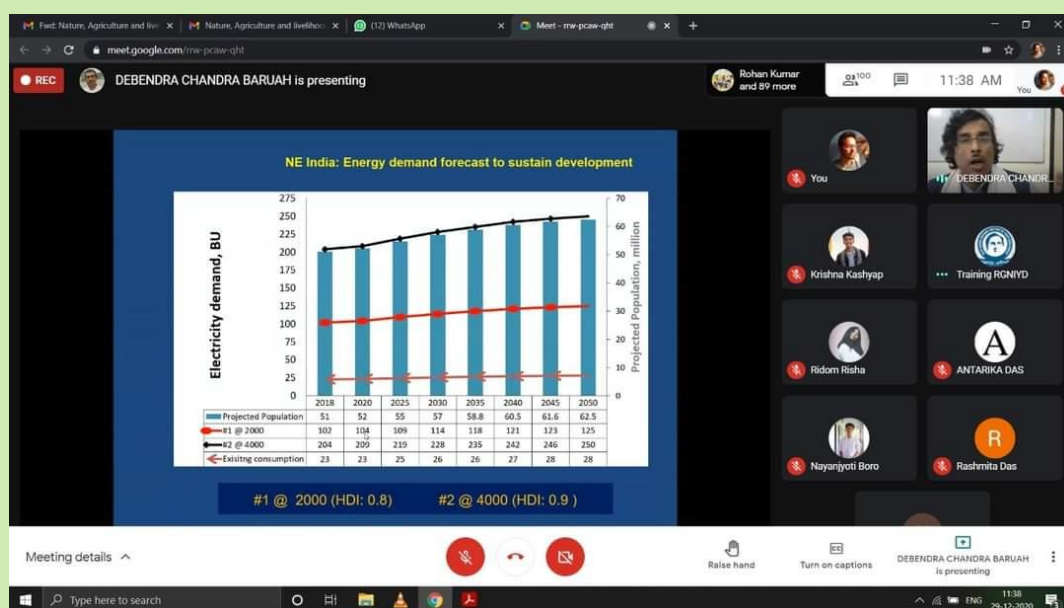 Fwd: Nature, Agriculture and live
Nature, Agriculture and livelihoo
(12) WhatsApp
Meet - rrw-pcaw-qht
meet.google.com/rrw-pcaw-qht
REC
DEBENDRA CHANDRA BARUAH is presenting
Rohan Kumar
and 89 more
100
11:38 AM
You
NE India: Energy demand forecast to sustain development
Electricity demand, BU
275
250
225
200
175
150
125
100
75
50
25
0
70
60
50
40
30
20
10
0
Projected Population, million
2018 2020 2025 2030 2035 2040 2045 2050
Projected Population 51 52 55 57 58.8 60.5 61.6 62.5
#1 @ 2000 102 104 109 114 118 121 123 125
#2 @ 4000 204 209 219 228 235 242 246 250
Exisitng consumption 23 23 25 26 26 27 28 28
#1 @ 2000 (HDI: 0.8) #2 @ 4000 (HDI: 0.9 )
You
DEBENDRA CHANDR...
Krishna Kashyap
Training RGNIYD
Ridom Risha
A
ANTARIKA DAS
Nayanjyoti Boro
R
Rashmita Das
Meeting details
Raise hand
CC
Turn on captions
DEBENDRA CHANDRA BARUAH
is presenting
Type here to search
ENG
11:38
29-12-2020